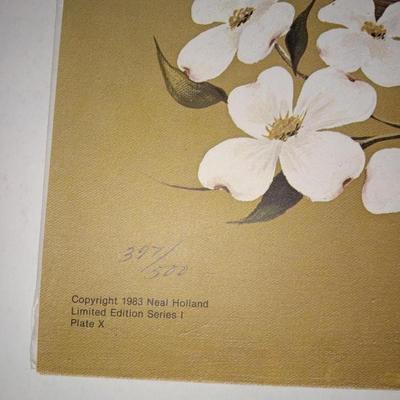 397/
500
Copyright 1983 Neal Holland
Limited Edition Series I
Plate X